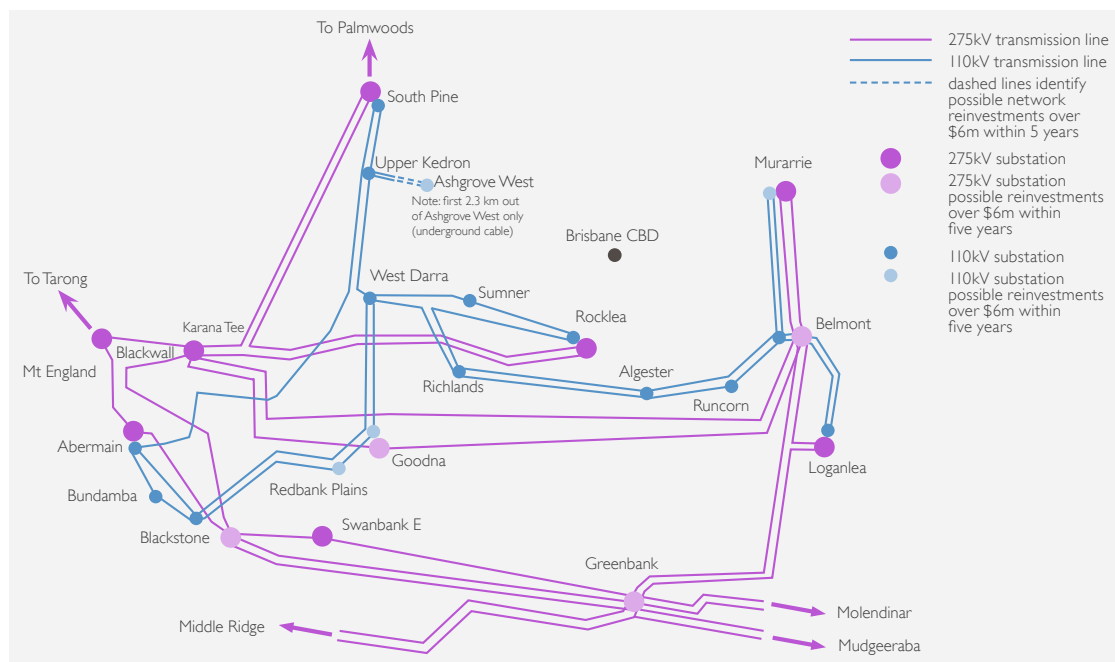 To Palmwoods
275kV transmission line
110kV transmission line
dashed lines identify
possible network
reinvestments over
$6m within 5 years
South Pine
Upper Kedron
Ashgrove West
Note: first 2.3 km out
of Ashgrove West only
(underground cable)
Murarrie
275kV substation
275kV substation
possible reinvestments
over $6m within
five years
110kV substation
110kV substation
possible reinvestments
over $6m within
five years
Brisbane CBD
To Tarong
West Darra
Sumner
Rocklea
Karana Tee
Blackwall
Mt England
Belmont
Richlands
Algester
Runcorn
Abermain
Goodna
Loganlea
Bundamba
Redbank Plains
Blackstone
Swanbank E
Greenbank
Middle Ridge
Molendinar
Mudgeeraba